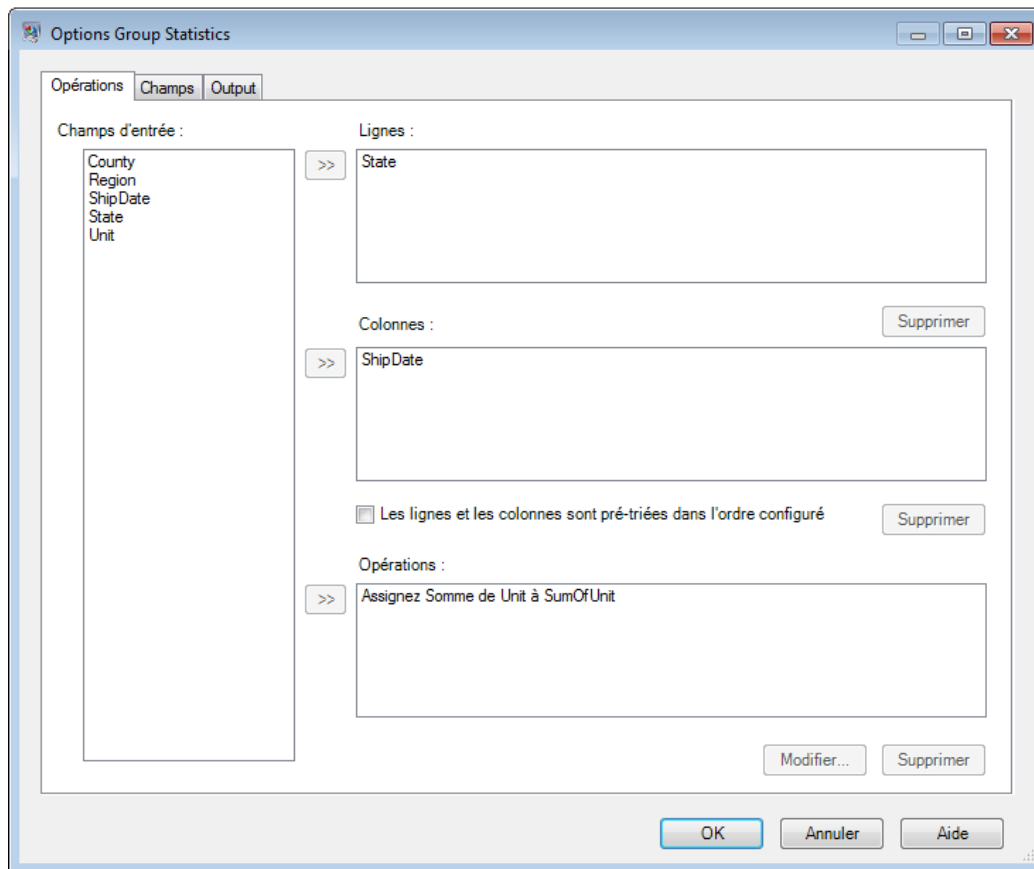 Options Group Statistics
Opérations
Champs
Output
Champs d'entrée :
County
Region
ShipDate
State
Unit
Lignes :
>>
State
Supprimer
Colonnes :
>>
ShipDate
Les lignes et les colonnes sont pré-triées dans l'ordre configuré
Supprimer
Opérations :
>>
Assignez Somme de Unit à SumOfUnit
Modifier...
Supprimer
OK
Annuler
Aide